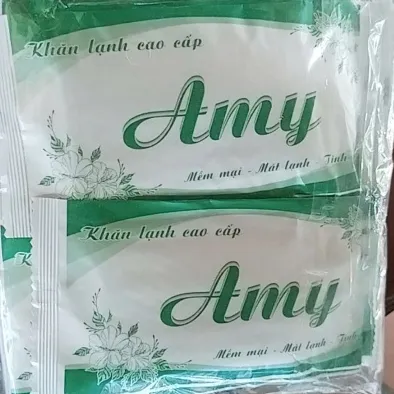 Khăn lạnh cao cấp
Amy
Mềm mại - Mát lạnh - Tinh
Khăn lạnh cao cấp
Amy
Mềm mại - Mát lạnh - Tinh